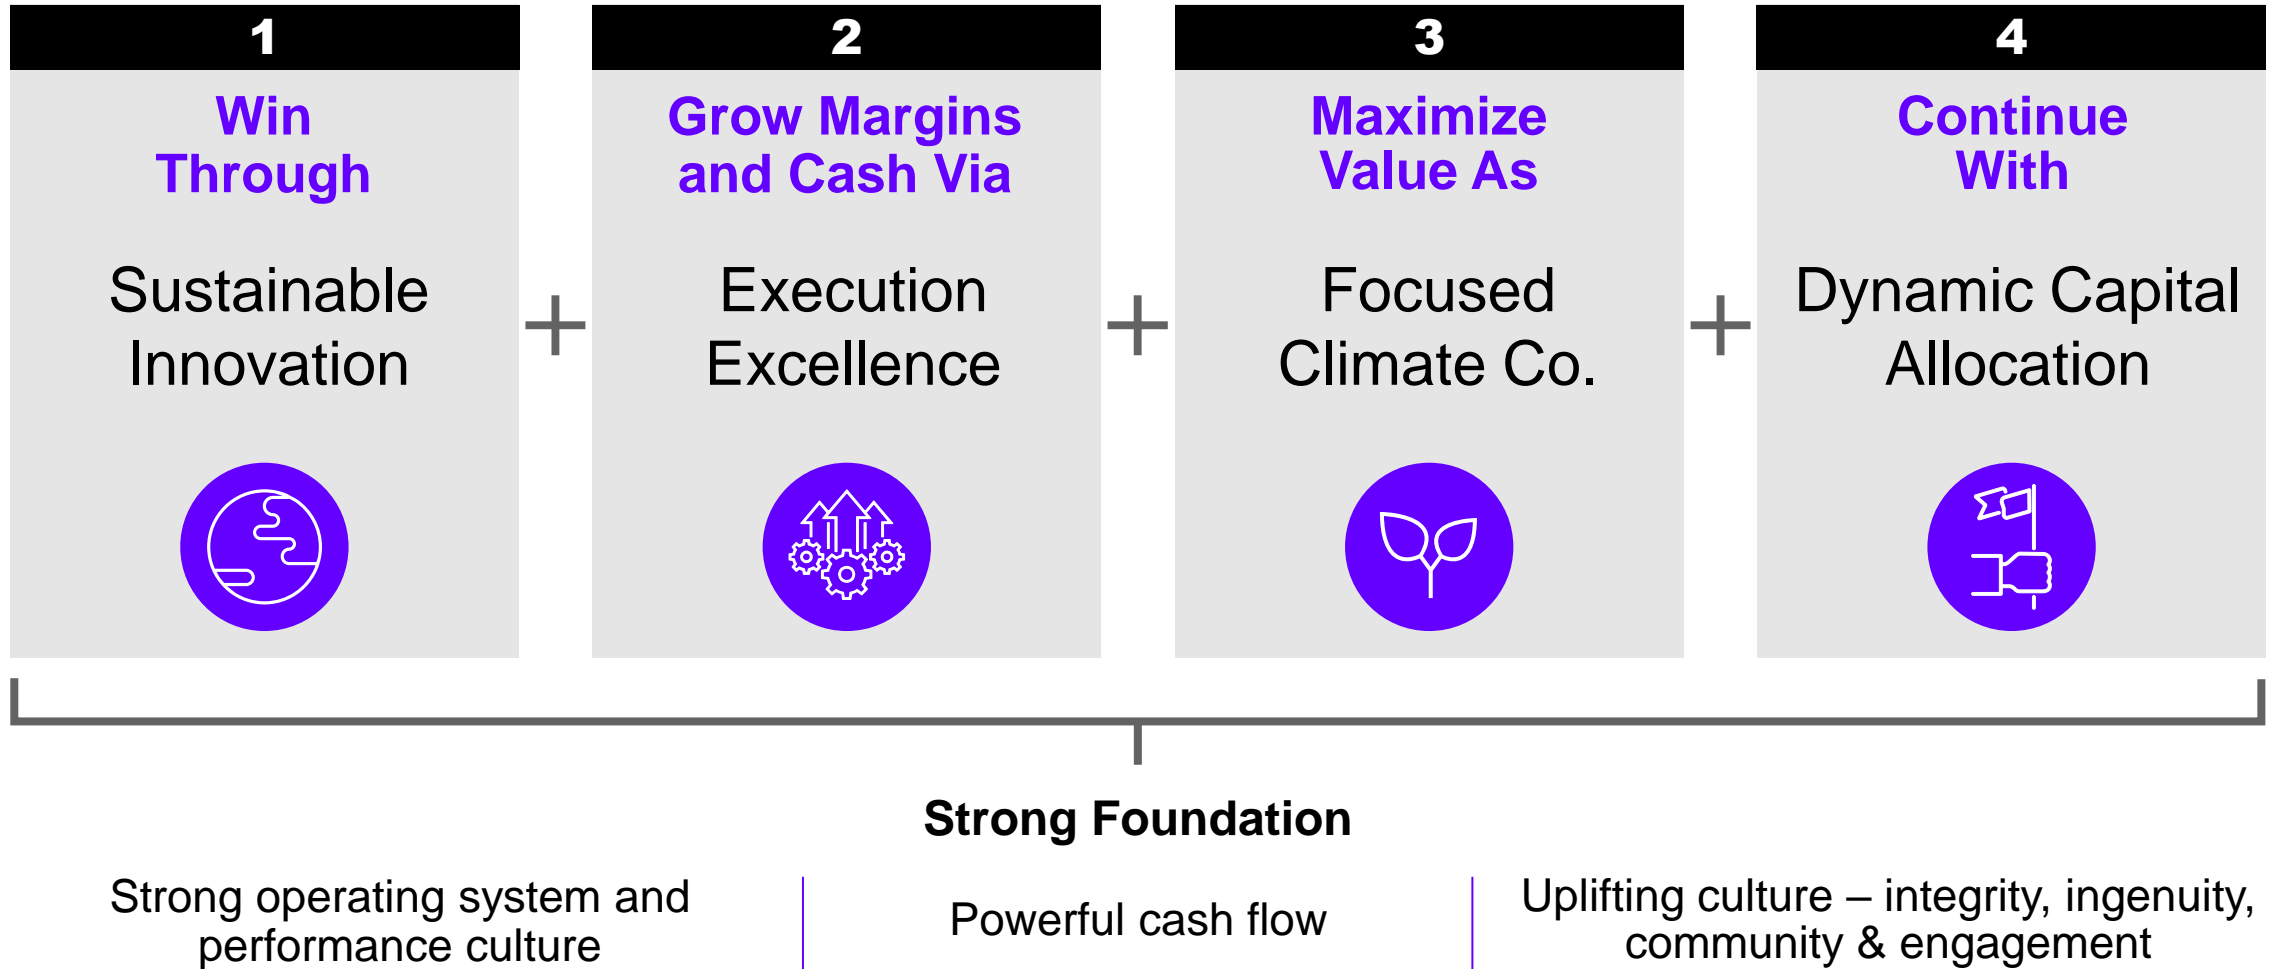 1
Win
Through
Sustainable
Innovation
2
Grow Margins
and Cash Via
Execution
Excellence
3
Maximize
Value As
Focused
Climate Co.
4
Continue
With
Dynamic Capital
Allocation
Strong Foundation
Strong operating system and
performance culture
Powerful cash flow
Uplifting culture – integrity, ingenuity,
community & engagement